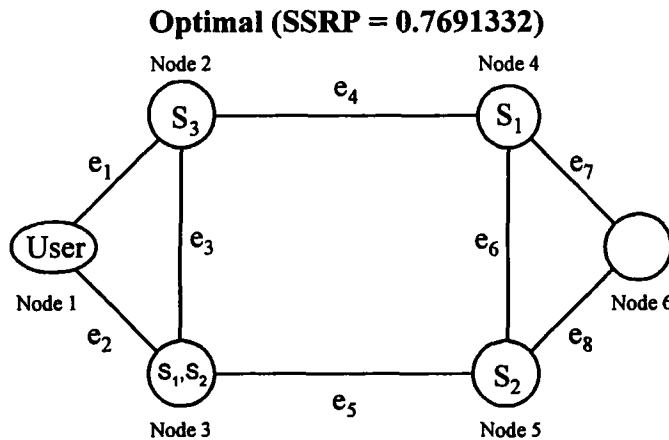 Optimal (SSRP = 0.7691332)
Node 2
Node 4
S₃
e₄
S₁
e₁
e₇
User
e₃
e₆
Node 1
Node 6
e₂
e₈
S₁,S₂
e₅
S₂
Node 3
Node 5